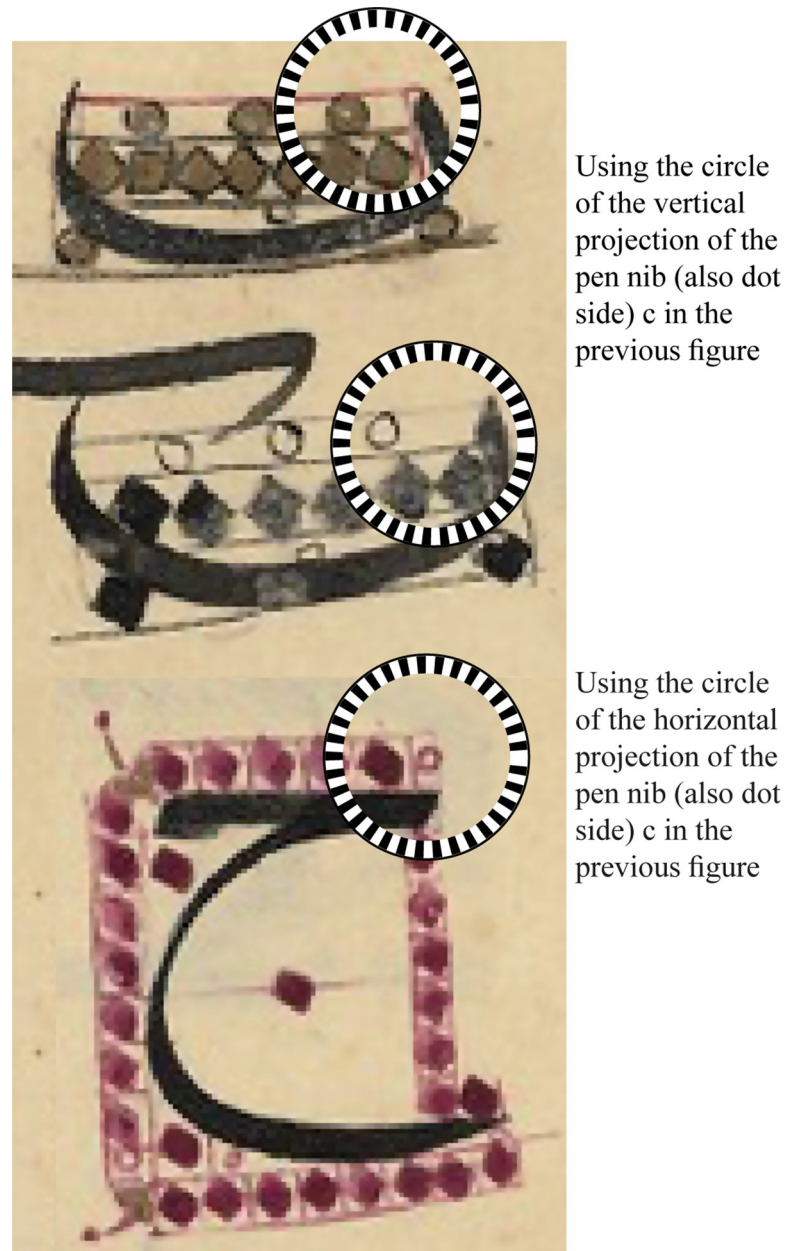 Using the circle
of the vertical
projection of the
pen nib (also dot
side) c in the
previous figure
Using the circle
of the horizontal
projection of the
pen nib (also dot
side) c in the
previous figure